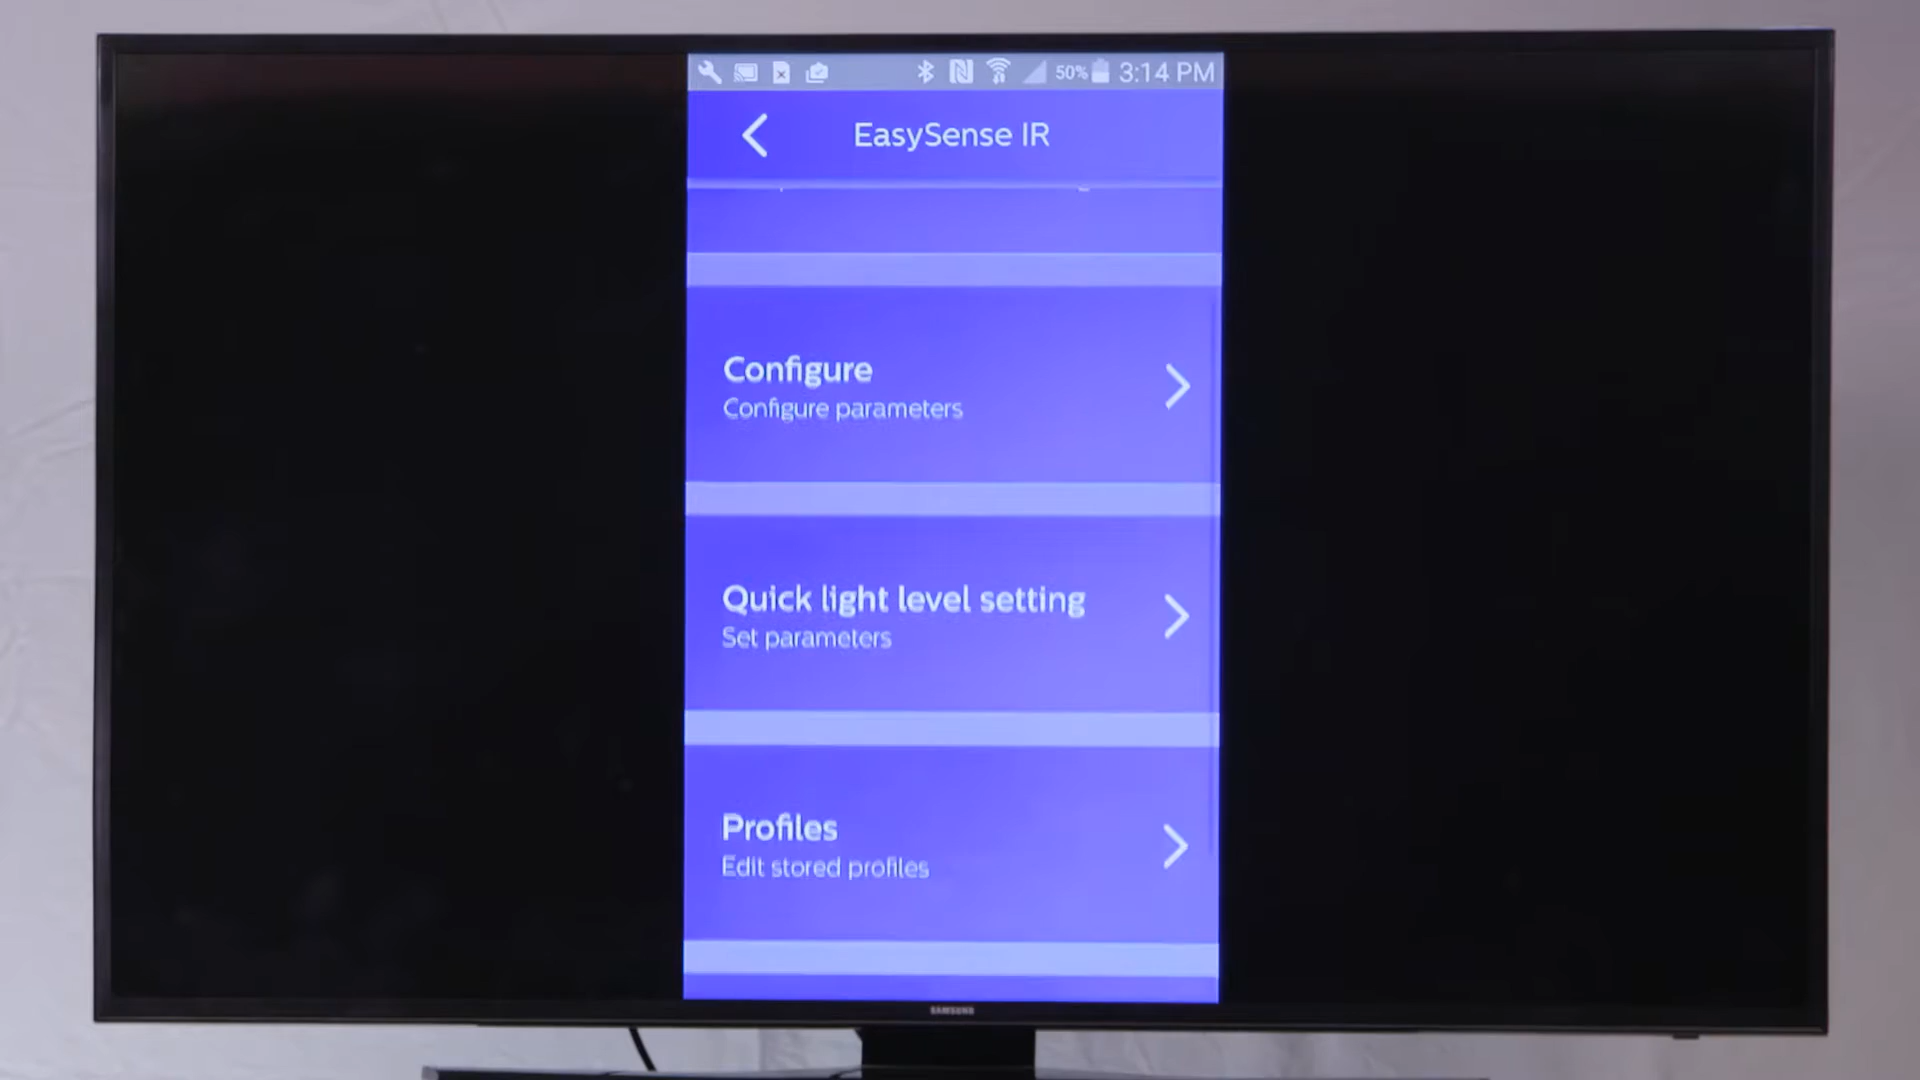 50% 3:14 PM
EasySense IR
Configure
Configure parameters
Quick light level setting
Set parameters
Profiles
Edit stored profiles
SAMSUNG